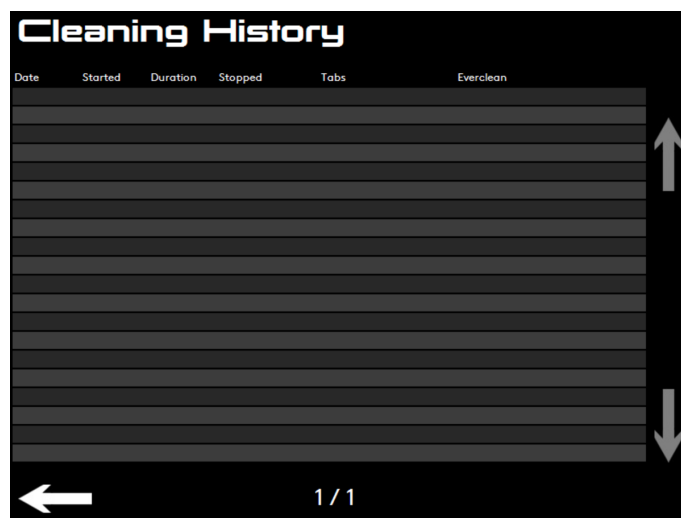 Cleaning History
Date Started Duration Stopped Tabs Everclean
1 / 1